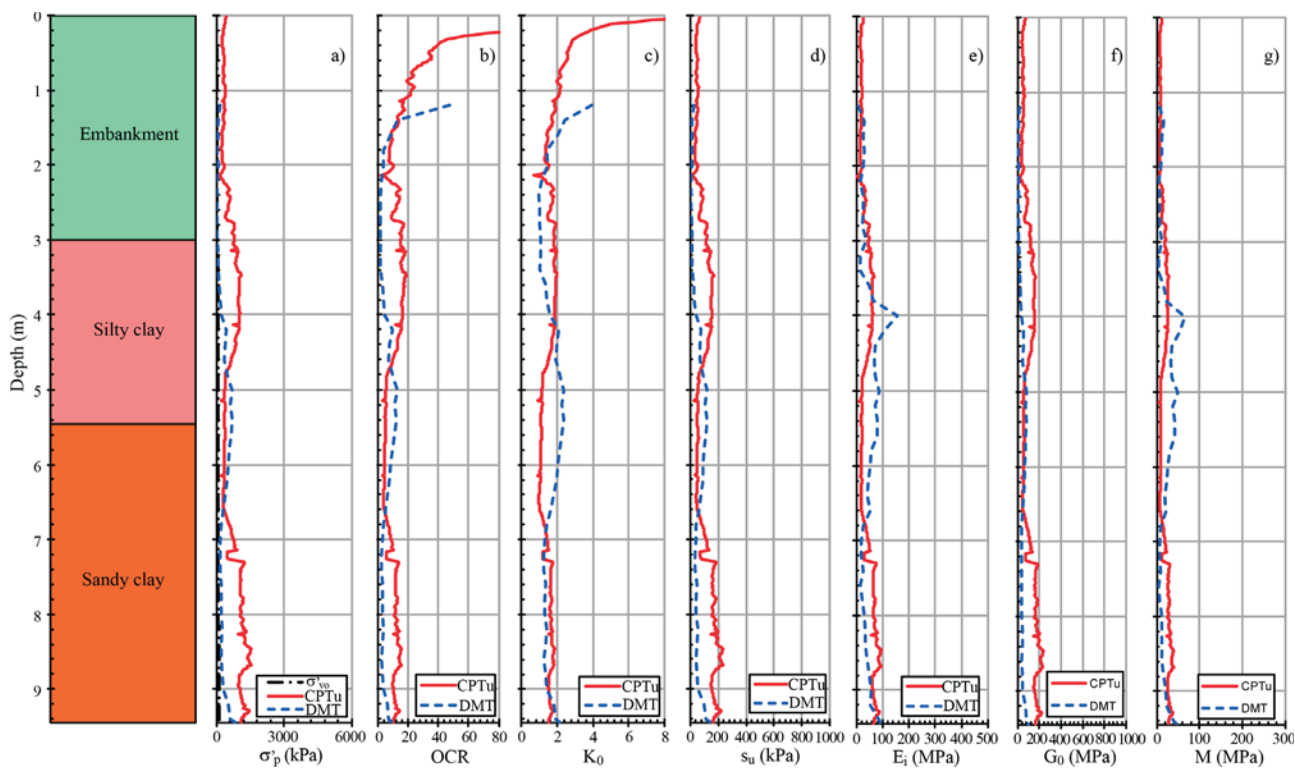 0
1
2
3
4
5
6
7
8
9
Depth (m)
Embankment
Silty clay
Sandy clay
a)
σ'vo
CPTu
DMT
0 3000 6000
σ'p (kPa)
b)
CPTu
DMT
0 20 40 60 80
OCR
c)
CPTu
DMT
0 2 4 6 8
K0
d)
CPTu
DMT
0 200 400 600 800 1000
su (kPa)
e)
CPTu
DMT
0 100 200 300 400 500
Ei (MPa)
f)
CPTu
DMT
0 200 400 600 800 1000
G0 (MPa)
g)
CPTu
DMT
0 100 200 300
M (MPa)